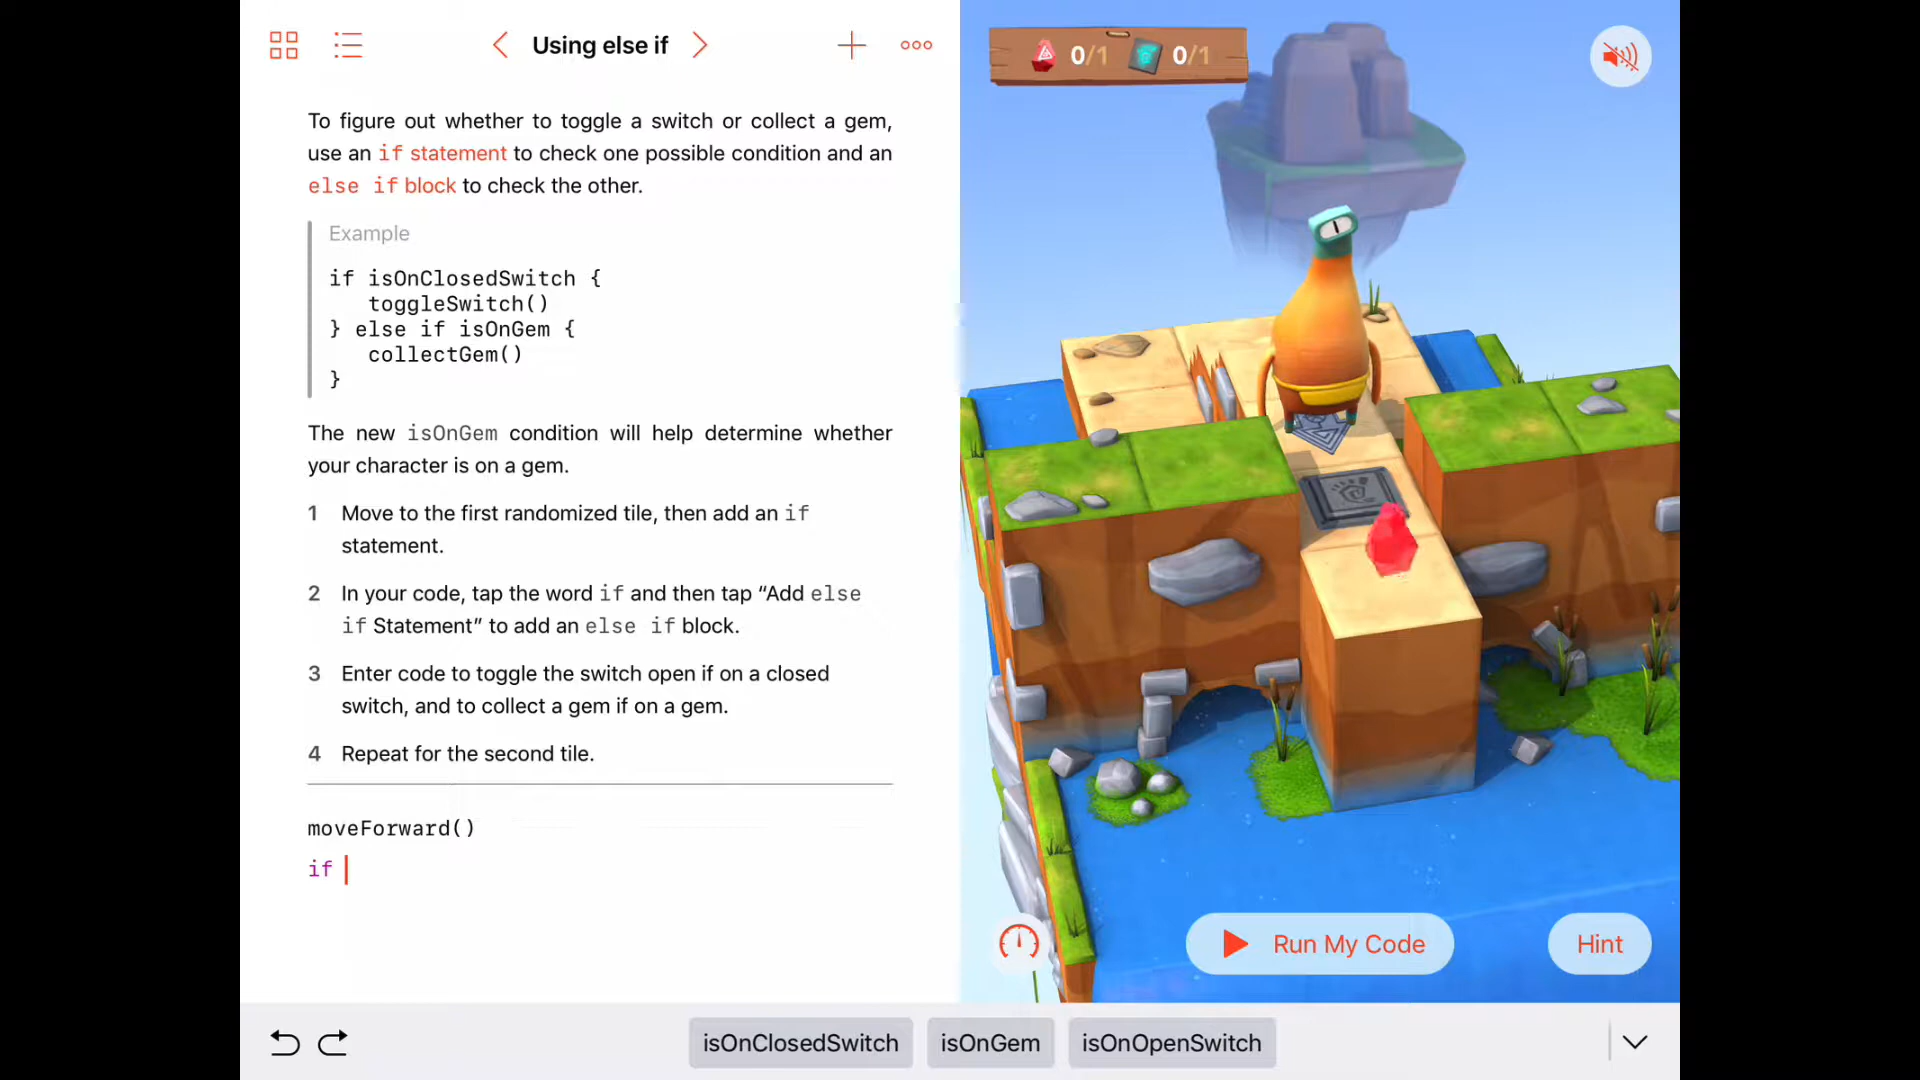 Using else if
0/1 0/1
To figure out whether to toggle a switch or collect a gem,
use an if statement to check one possible condition and an
else if block to check the other.
Example
if isOnClosedSwitch {
toggleSwitch()
} else if isOnGem {
collectGem()
}
The new isOnGem condition will help determine whether
your character is on a gem.
1 Move to the first randomized tile, then add an if
statement.
2 In your code, tap the word if and then tap “Add else
if Statement” to add an else if block.
3 Enter code to toggle the switch open if on a closed
switch, and to collect a gem if on a gem.
4 Repeat for the second tile.
moveForward()
if
Run My Code
Hint
isOnClosedSwitch isOnGem isOnOpenSwitch